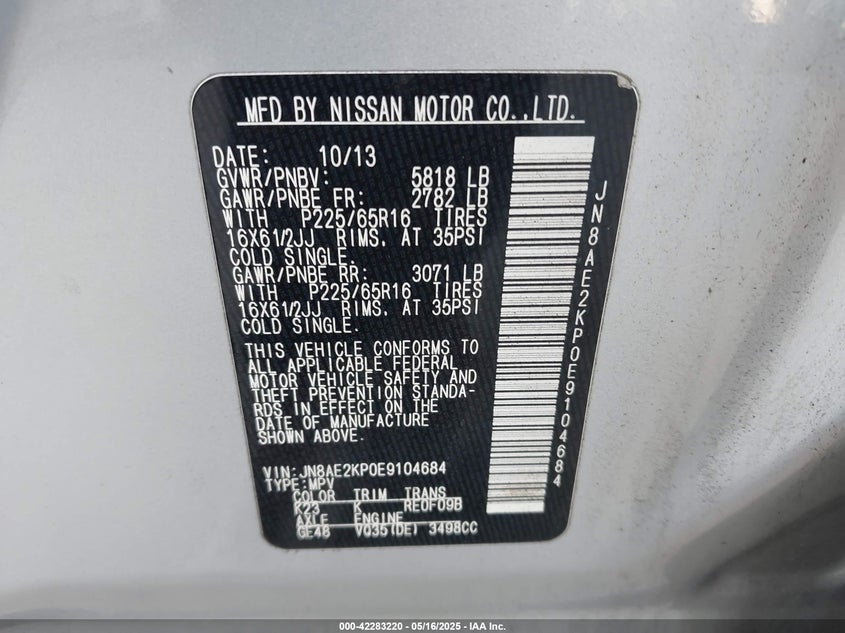 MFD BY NISSAN MOTOR CO.,LTD.
DATE: 10/13
GVWR/PNBV: 5818 LB
GAWR/PNBE FR: 2782 LB
WITH P225/65R16 TIRES
16X61/2JJ RIMS, AT 35PSI
COLD SINGLE.
GAWR/PNBE RR: 3071 LB
WITH P225/65R16 TIRES
16X61/2JJ RIMS, AT 35PSI
COLD SINGLE.
THIS VEHICLE CONFORMS TO
ALL APPLICABLE FEDERAL
MOTOR VEHICLE SAFETY AND
THEFT PREVENTION STANDA-
RDS IN EFFECT ON THE
DATE OF MANUFACTURE
SHOWN ABOVE.
VIN:JN8AE2KP0E9104684
TYPE:MPV
COLOR TRIM TRANS
K23 K RE0F09B
AXLE ENGINE
GE48 VQ35(DE) 3498CC
JN8AE2KP0E9104684
000-42283220 - 05/16/2025 - IAA Inc.